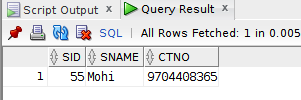 Script Output × Query Result ×
SQL | All Rows Fetched: 1 in 0.005
SID SNAME CTNO
1 55 Mohi 9704408365